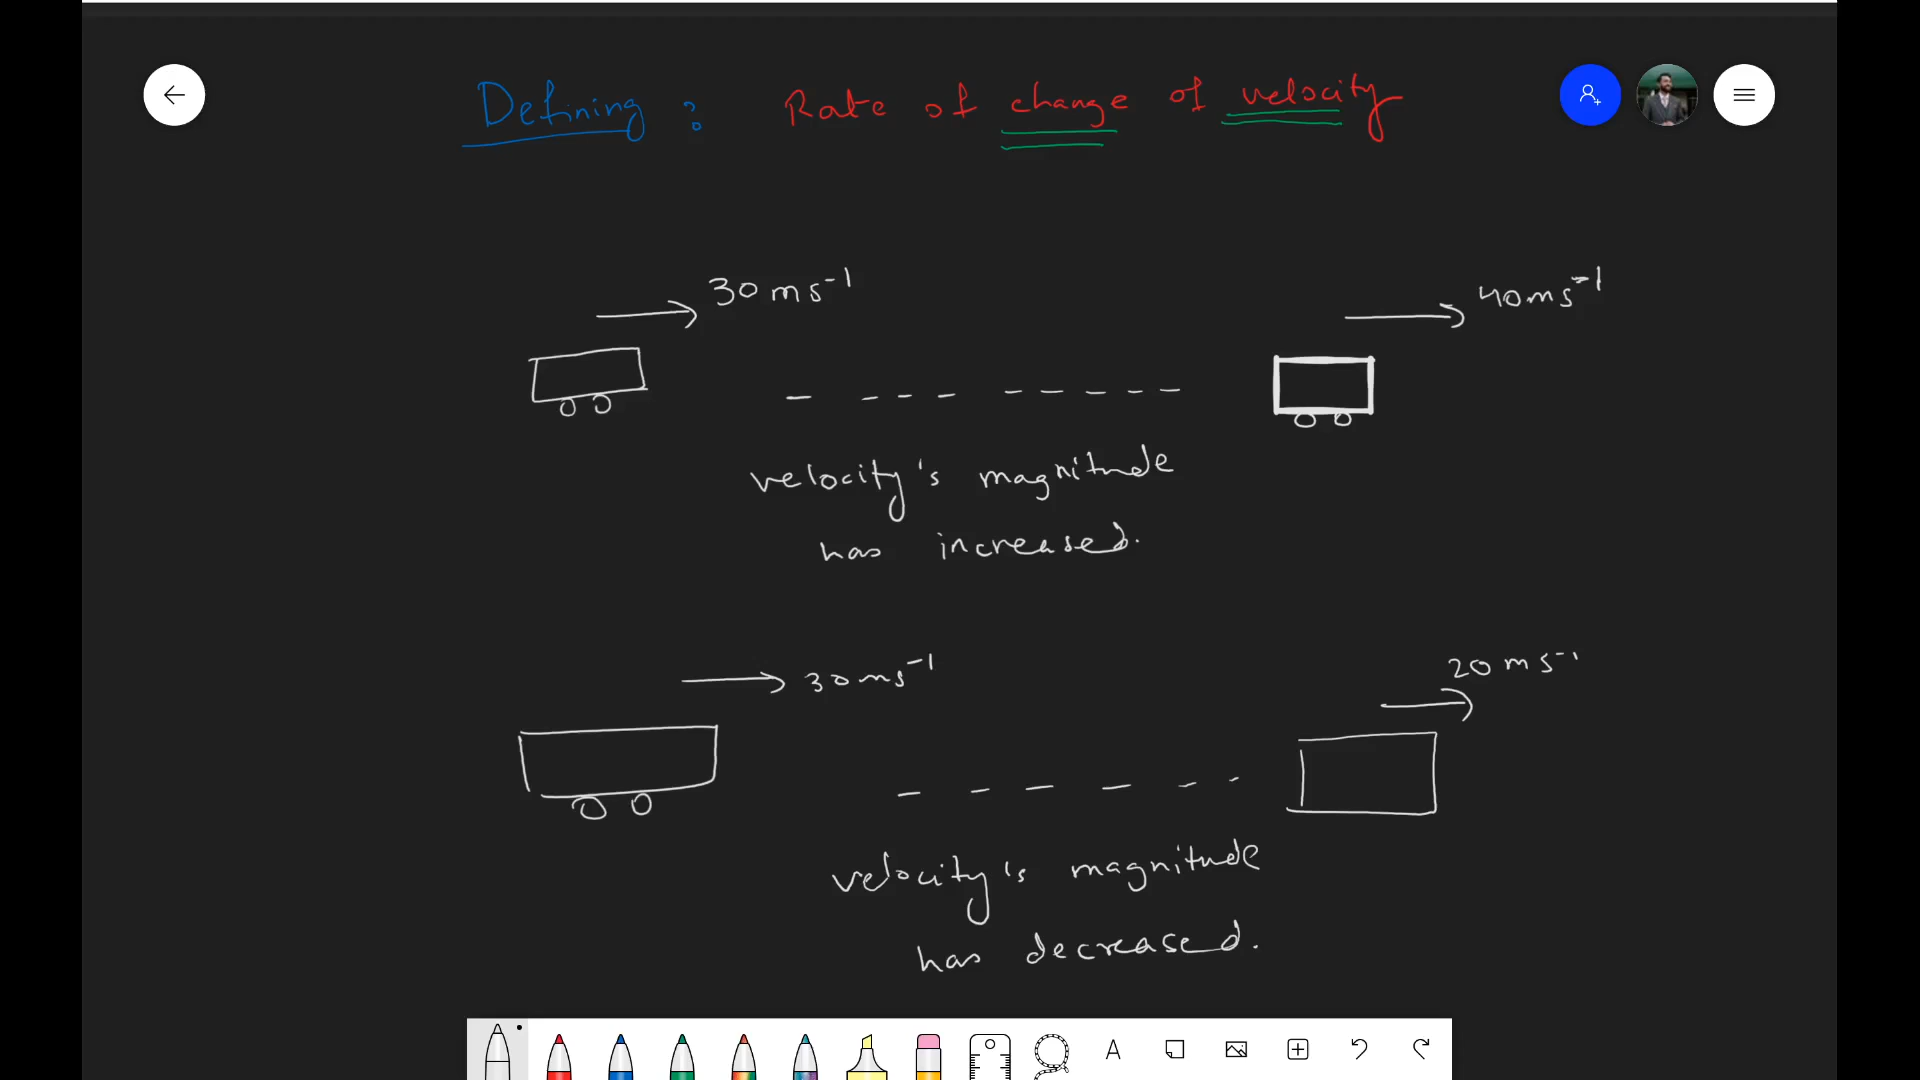 Defining : Rate of change of velocity
30 ms⁻¹
40 ms⁻¹
velocity's magnitude
has increased.
30 ms⁻¹
20 ms⁻¹
velocity's magnitude
has decreased.
A